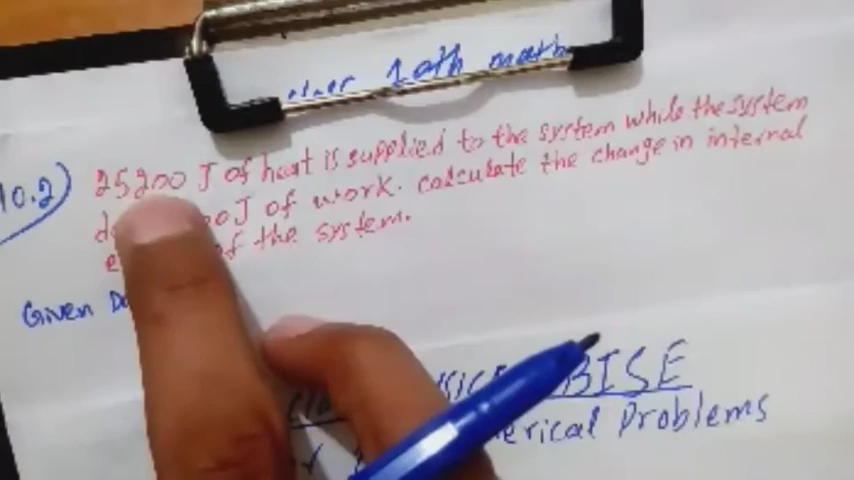 10th math
10.2) 25200 J of heat is supplied to the system while the system
J of work. calculate the change in internal
of the system.
Given
BISE
Problems